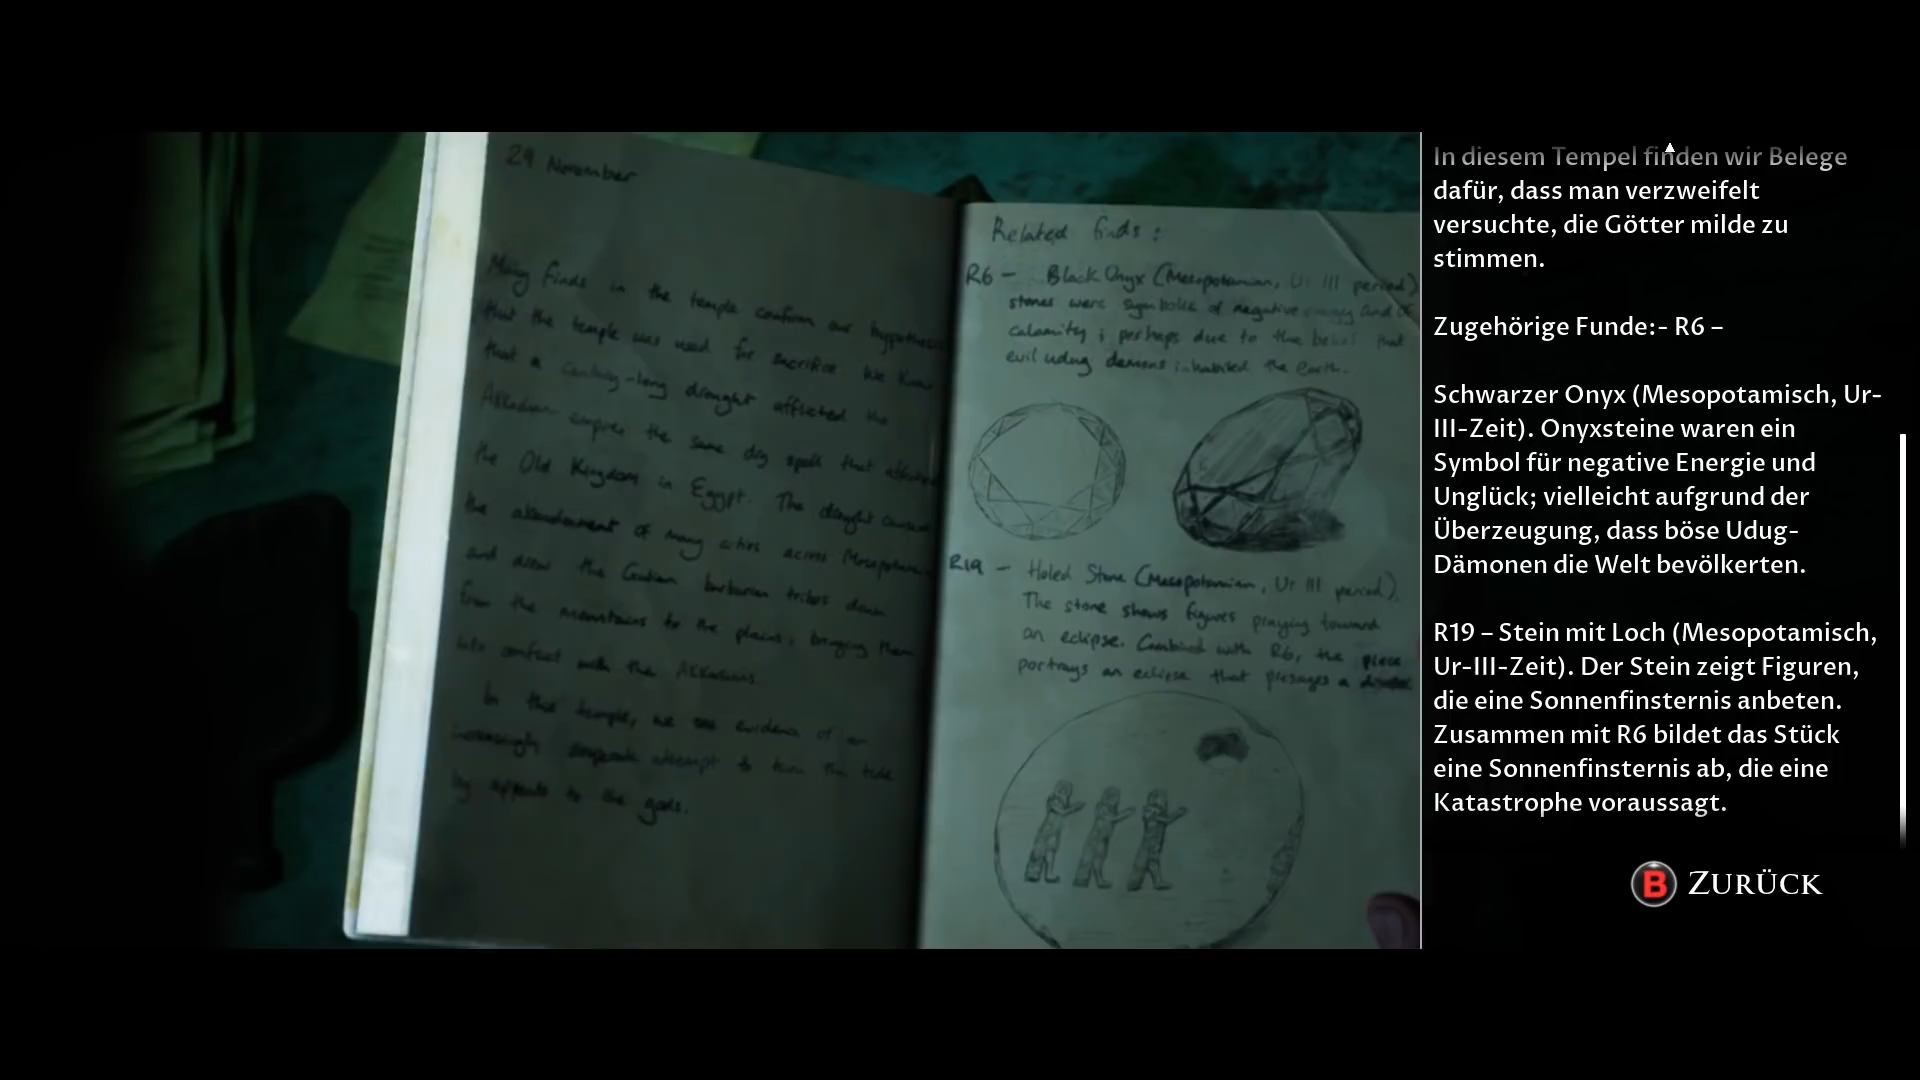 29 November
Many finds in the temple confirm our hypothesis
that the temple was used for sacrifice. We know
that a century-long drought afflicted the
Akkadian empire the same dry spell that
the Old Kingdom in Egypt. The drought caused
the abandonment of many cities across
and drew the Gutian barbarian tribes down
from the mountains to the plains, bringing them
into contact with the Akkadians
In this temple, we see evidence of
increasingly desperate attempt to turn the tide
by appeals to the gods.
Related finds:
R6 - Black Onyx (Mesopotamian, Ur III period)
stones were symbolic of negative energy and of
calamity; perhaps due to the belief that
evil udug demons inhabited the earth.
R19 - Holed Stone (Mesopotamian, Ur III period).
The stone shows figures praying toward
an eclipse. Combined with R6, the piece
portrays an eclipse that presages a
In diesem Tempel finden wir Belege
dafür, dass man verzweifelt
versuchte, die Götter milde zu
stimmen.
Zugehörige Funde:- R6 –
Schwarzer Onyx (Mesopotamisch, Ur-
III-Zeit). Onyxsteine waren ein
Symbol für negative Energie und
Unglück; vielleicht aufgrund der
Überzeugung, dass böse Udug-
Dämonen die Welt bevölkerten.
R19 – Stein mit Loch (Mesopotamisch,
Ur-III-Zeit). Der Stein zeigt Figuren,
die eine Sonnenfinsternis anbeten.
Zusammen mit R6 bildet das Stück
eine Sonnenfinsternis ab, die eine
Katastrophe voraussagt.
B ZURÜCK